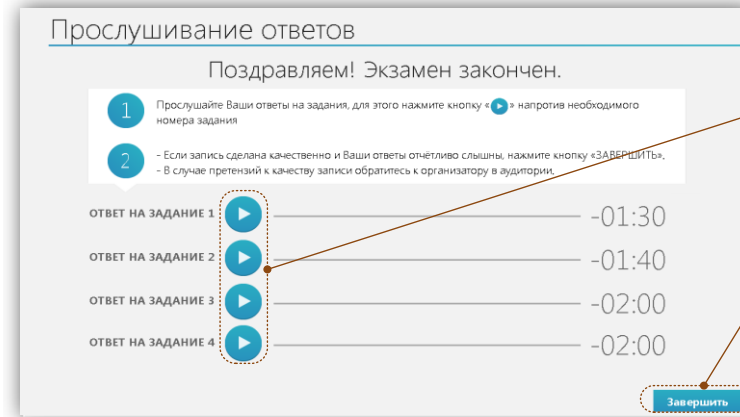 Прослушивание ответов
Поздравляем! Экзамен закончен.
1
Прослушайте Ваши ответы на задания, для этого нажмите кнопку «▶» напротив необходимого
номера задания
2
- Если запись сделана качественно и Ваши ответы отчётливо слышны, нажмите кнопку «ЗАВЕРШИТЬ».
- В случае претензий к качеству записи обратитесь к организатору в аудитории.
ОТВЕТ НА ЗАДАНИЕ 1 -01:30
ОТВЕТ НА ЗАДАНИЕ 2 -01:40
ОТВЕТ НА ЗАДАНИЕ 3 -02:00
ОТВЕТ НА ЗАДАНИЕ 4 -02:00
Завершить